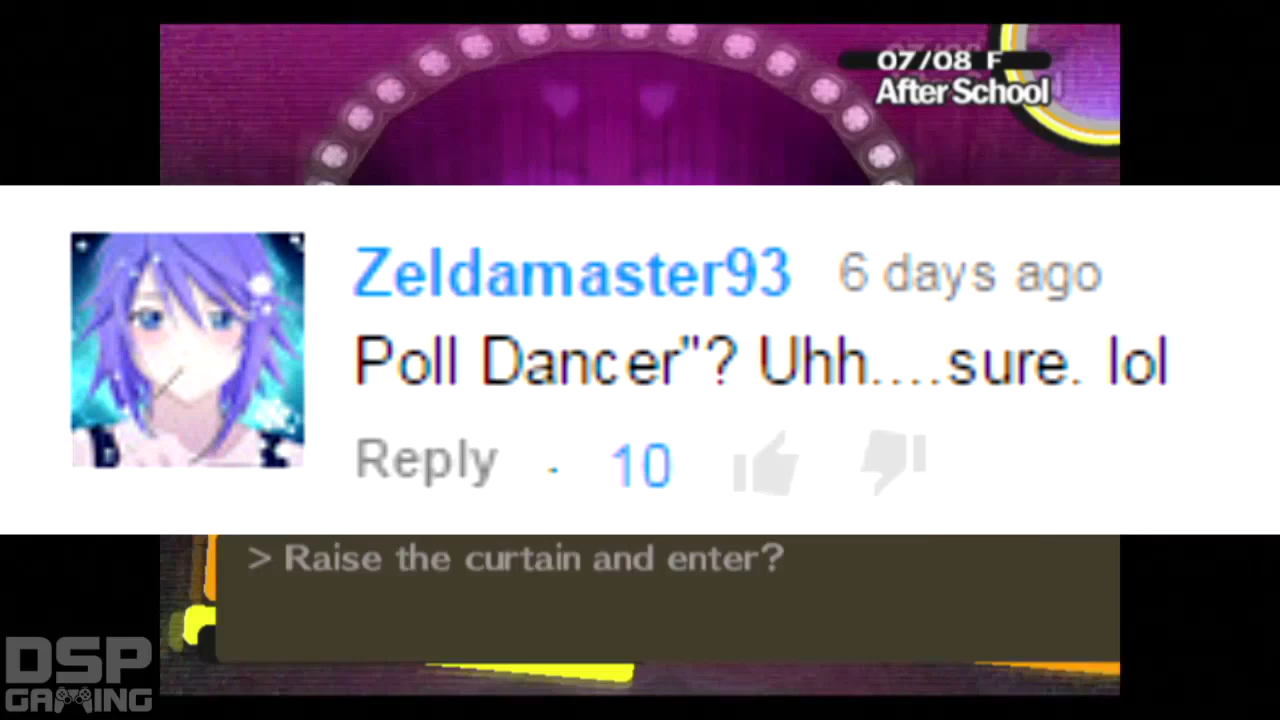 07/08 F
After School
Zeldamaster93 6 days ago
Poll Dancer"? Uhh....sure. lol
Reply · 10
> Raise the curtain and enter?
DSP
GAMING